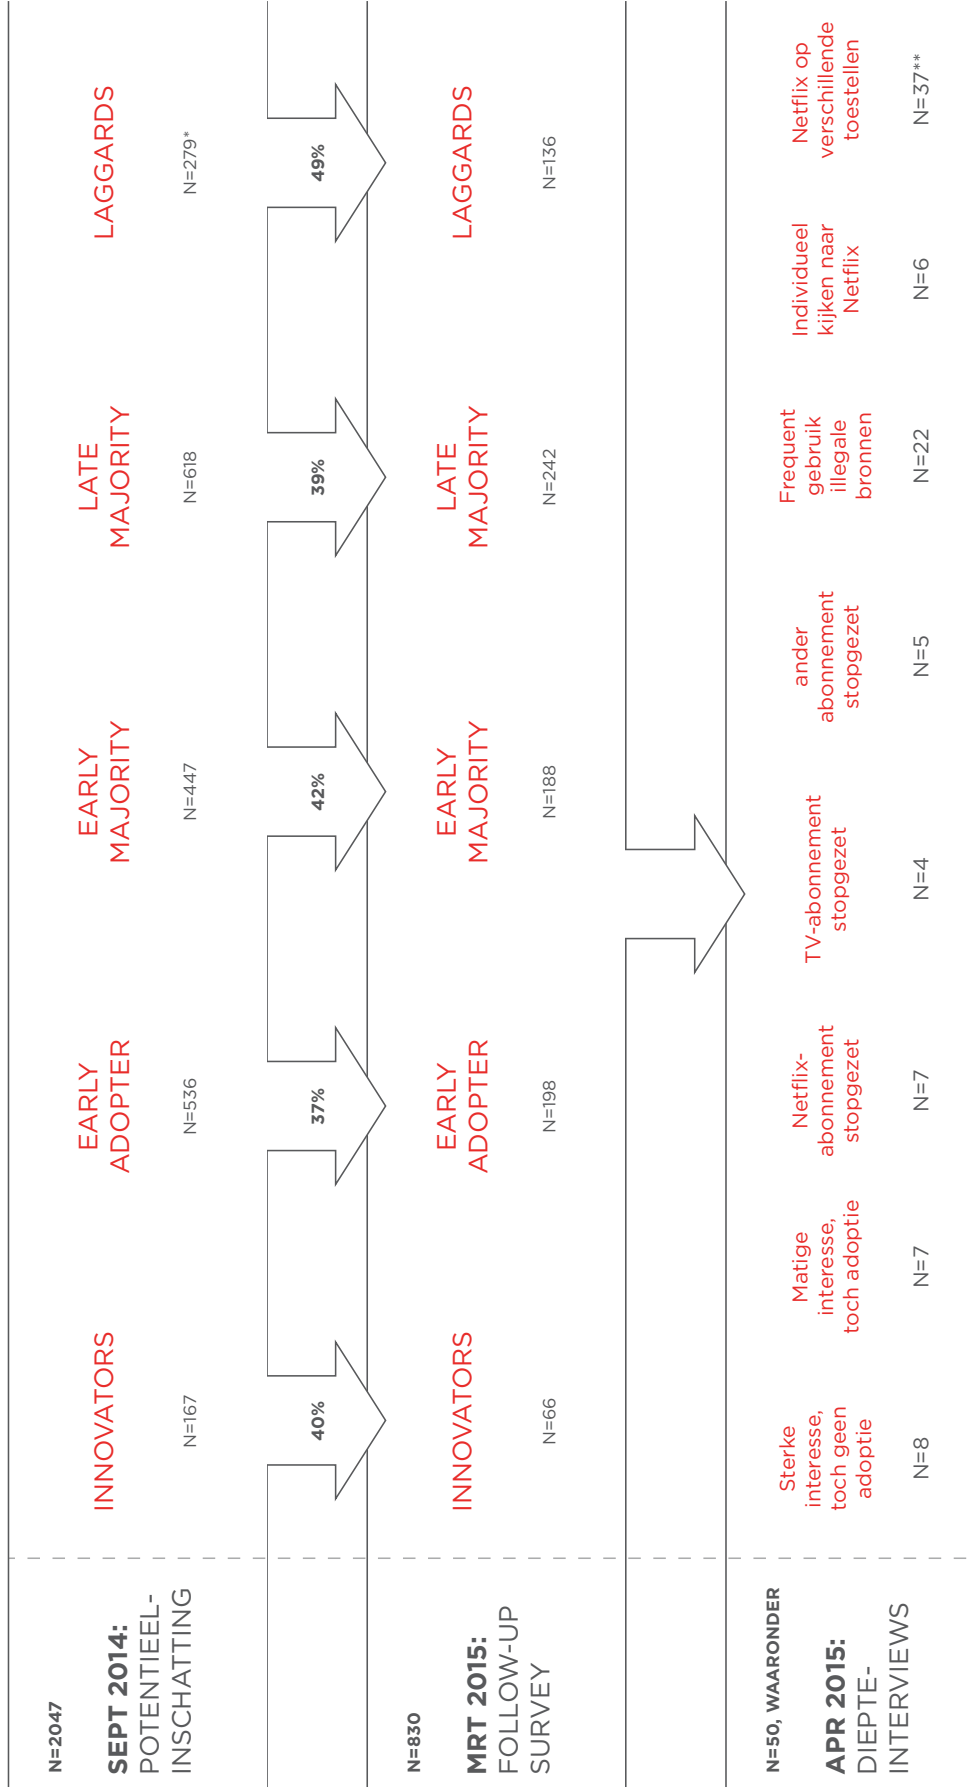 N=2047
SEPT 2014:
POTENTIEEL-
INSCHATTING
INNOVATORS
N=167
EARLY
ADOPTER
N=536
EARLY
MAJORITY
N=447
LATE
MAJORITY
N=618
LAGGARDS
N=279*
40%
37%
42%
39%
49%
N=830
MRT 2015:
FOLLOW-UP
SURVEY
INNOVATORS
N=66
EARLY
ADOPTER
N=198
EARLY
MAJORITY
N=188
LATE
MAJORITY
N=242
LAGGARDS
N=136
N=50, WAARONDER
APR 2015:
DIEPTE-
INTERVIEWS
Sterke
interesse,
toch geen
adoptie
N=8
Matige
interesse,
toch adoptie
N=7
Netflix-
abonnement
stopgezet
N=7
TV-abonnement
stopgezet
N=4
ander
abonnement
stopgezet
N=5
Frequent
gebruik
illegale
bronnen
N=22
Individueel
kijken naar
Netflix
N=6
Netflix op
verschillende
toestellen
N=37**